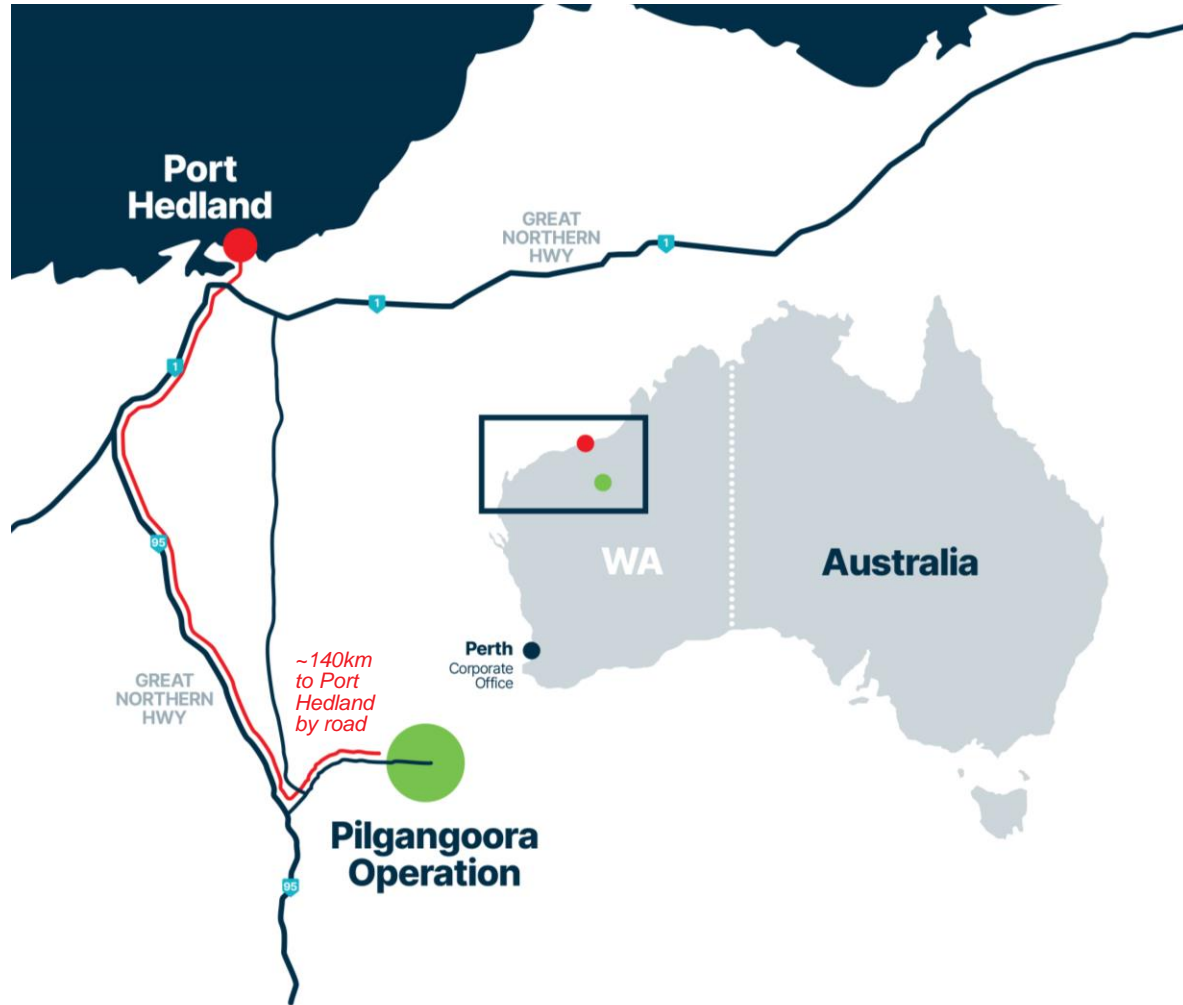 Port
Hedland
GREAT
NORTHERN
HWY
1
1
1
95
WA
Australia
Perth
Corporate
Office
~140km
to Port
Hedland
by road
GREAT
NORTHERN
HWY
Pilgangoora
Operation
95